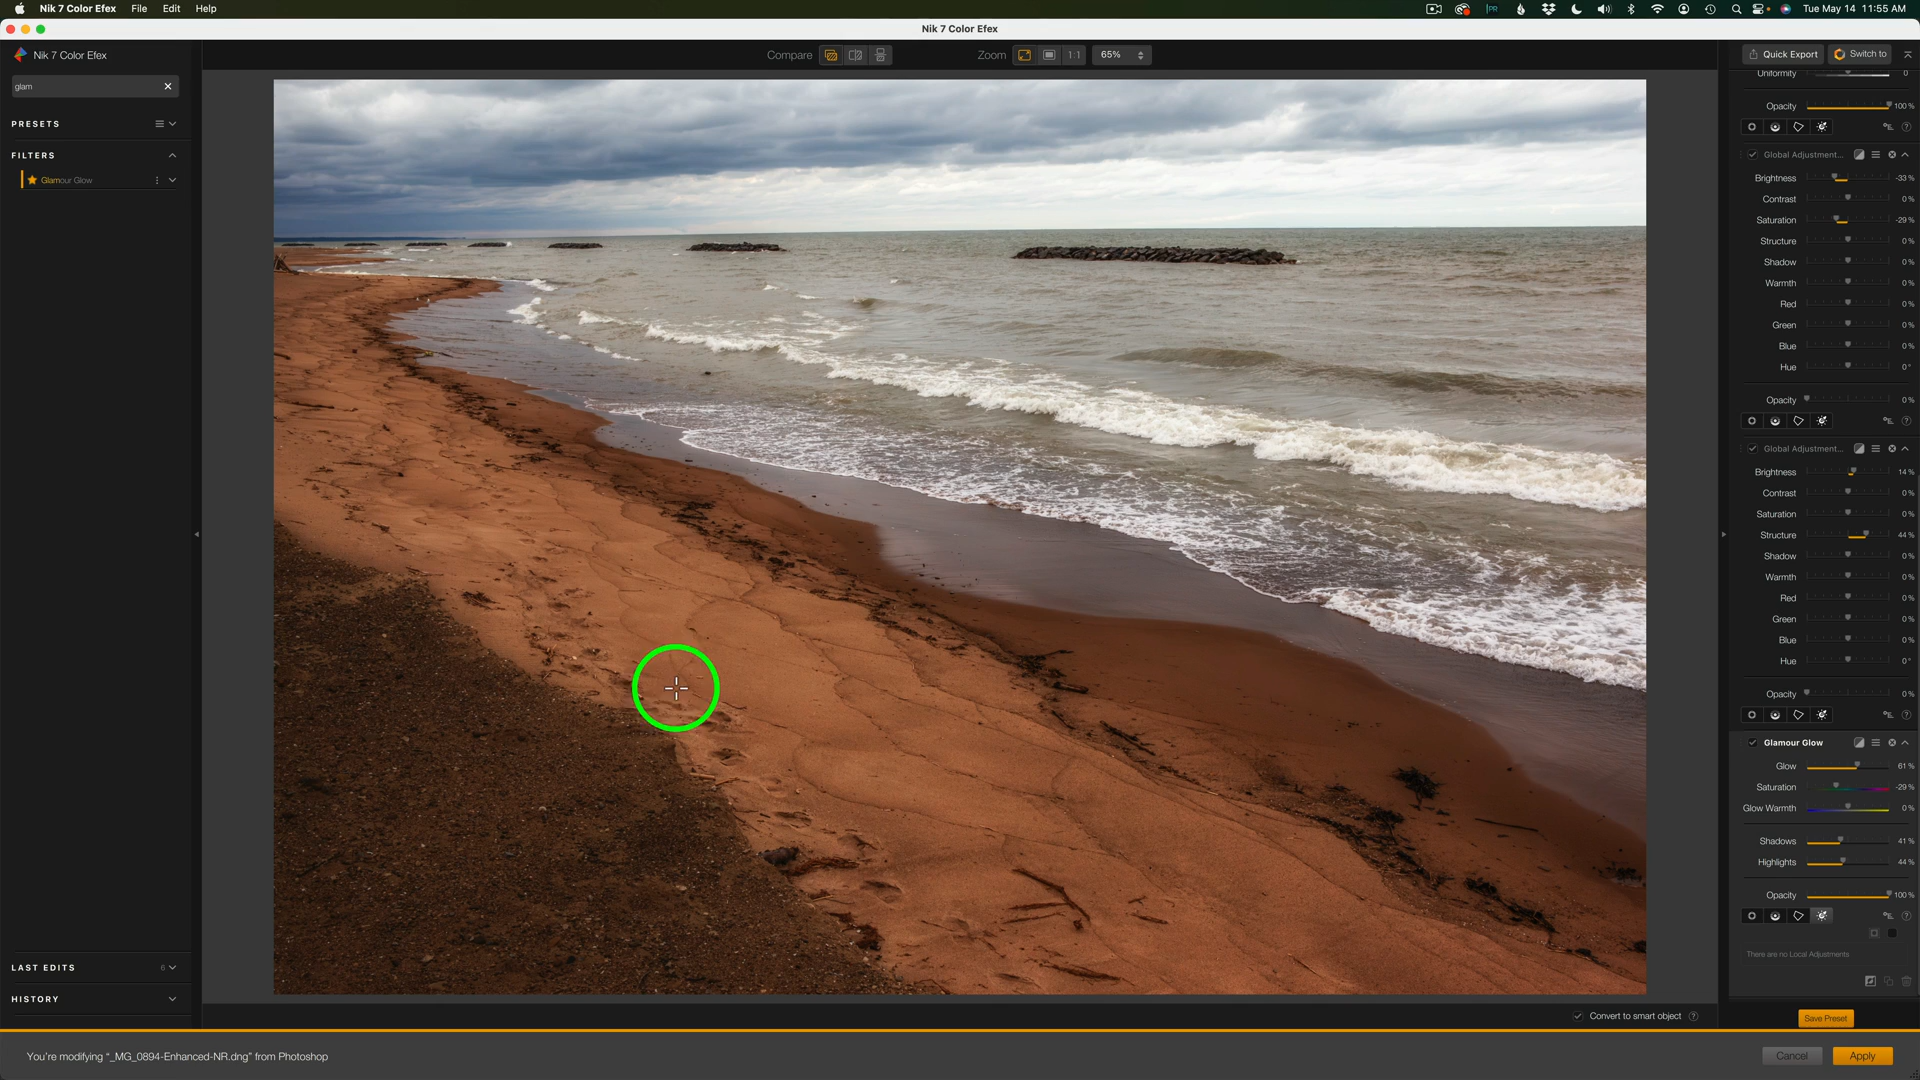 Nik 7 Color Efex File Edit Help
PR Tue May 14 11:55 AM
Nik 7 Color Efex
Nik 7 Color Efex
Compare Zoom 1:1 65%
Quick Export Switch to
glam
PRESETS
FILTERS
Glamour Glow
LAST EDITS 6
HISTORY
Uniformity 0
Opacity 100 %
Global Adjustment...
Brightness -33 %
Contrast 0 %
Saturation -29 %
Structure 0 %
Shadow 0 %
Warmth 0 %
Red 0 %
Green 0 %
Blue 0 %
Hue 0 °
Opacity 0 %
Global Adjustment...
Brightness 14 %
Contrast 0 %
Saturation 0 %
Structure 44 %
Shadow 0 %
Warmth 0 %
Red 0 %
Green 0 %
Blue 0 %
Hue 0 °
Opacity 0 %
Glamour Glow
Glow 61 %
Saturation -29 %
Glow Warmth 0 %
Shadows 41 %
Highlights 44 %
Opacity 100 %
There are no Local Adjustments
Convert to smart object
Save Preset
You're modifying "_MG_0894-Enhanced-NR.dng" from Photoshop
Cancel Apply